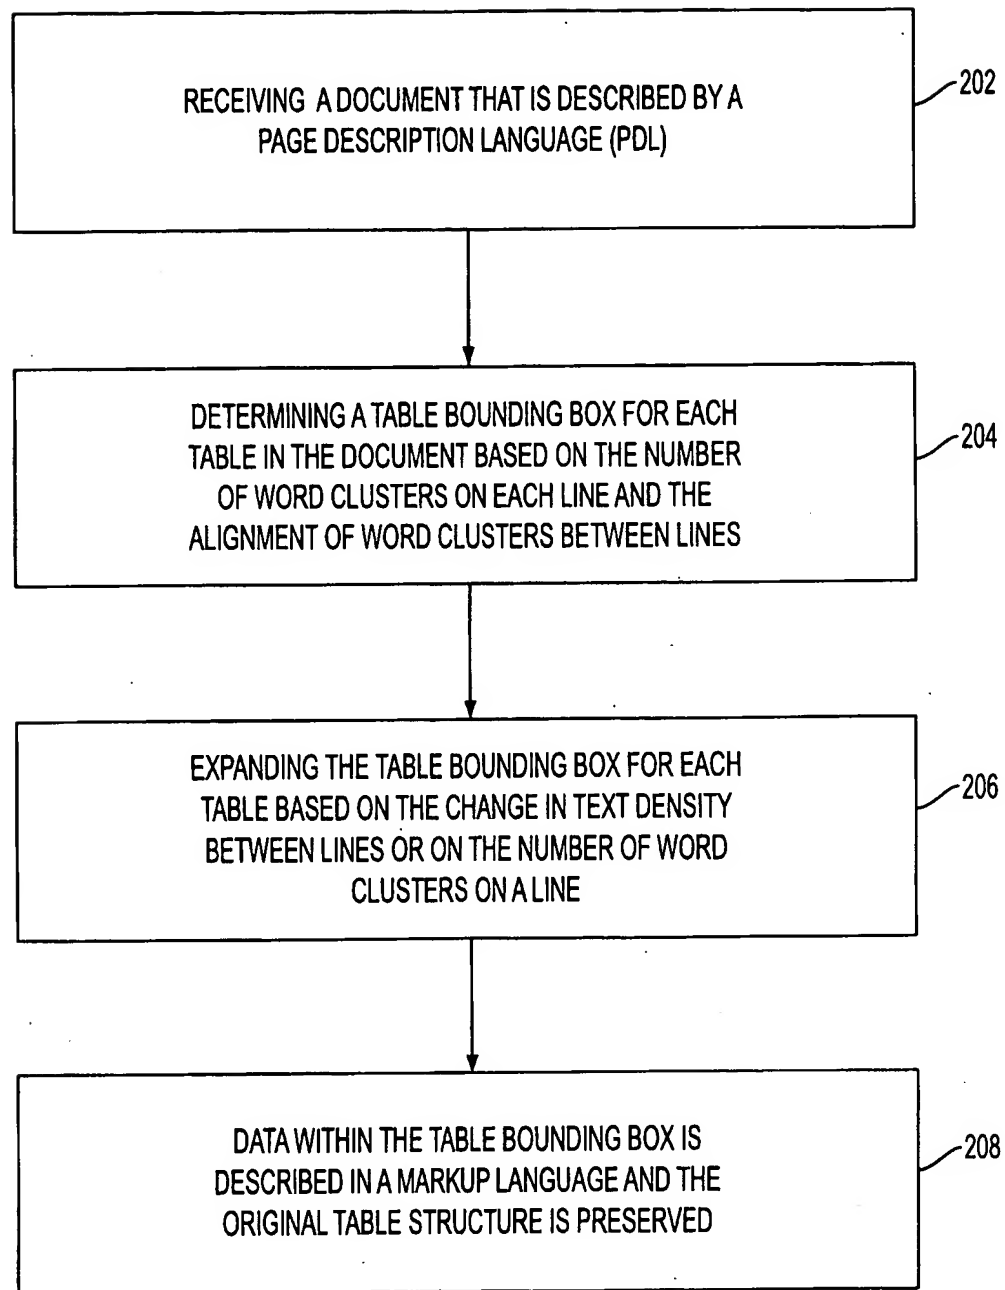 RECEIVING A DOCUMENT THAT IS DESCRIBED BY A
PAGE DESCRIPTION LANGUAGE (PDL)
202
DETERMINING A TABLE BOUNDING BOX FOR EACH
TABLE IN THE DOCUMENT BASED ON THE NUMBER
OF WORD CLUSTERS ON EACH LINE AND THE
ALIGNMENT OF WORD CLUSTERS BETWEEN LINES
204
EXPANDING THE TABLE BOUNDING BOX FOR EACH
TABLE BASED ON THE CHANGE IN TEXT DENSITY
BETWEEN LINES OR ON THE NUMBER OF WORD
CLUSTERS ON A LINE
206
DATA WITHIN THE TABLE BOUNDING BOX IS
DESCRIBED IN A MARKUP LANGUAGE AND THE
ORIGINAL TABLE STRUCTURE IS PRESERVED
208